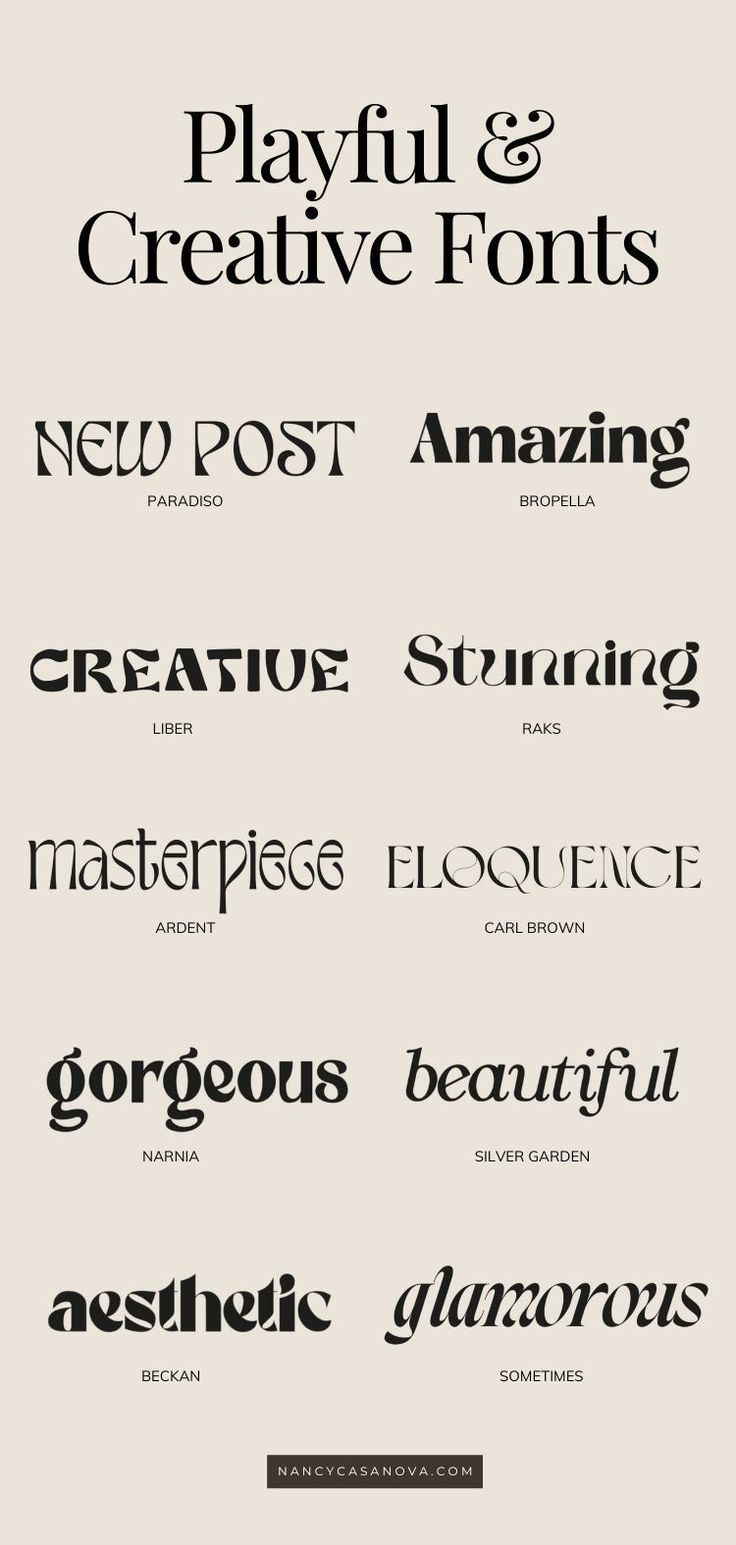 Playful &
Creative Fonts
NEW POST
PARADISO
Amazing
BROPELLA
CREATIVE
LIBER
Stunning
RAKS
masterpiece
ARDENT
ELOQUENCE
CARL BROWN
gorgeous
NARNIA
beautiful
SILVER GARDEN
aesthetic
BECKAN
glamorous
SOMETIMES
NANCYCASANOVA.COM